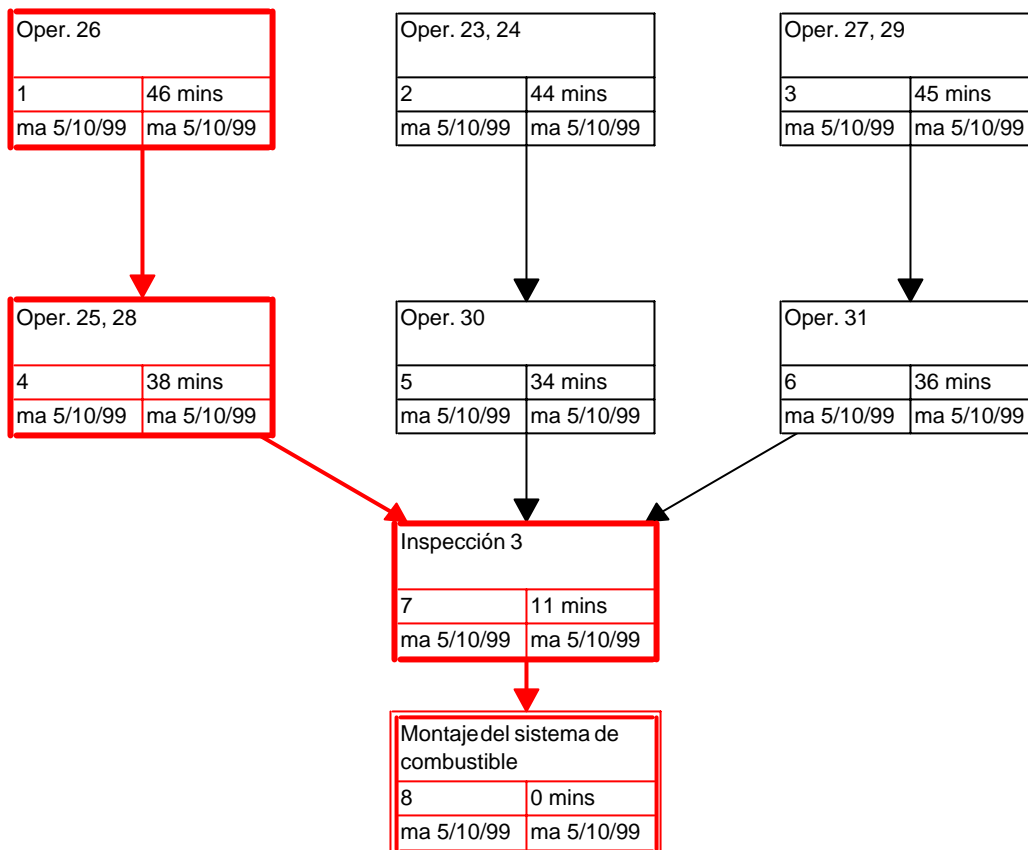 Oper. 26
1 46 mins
ma 5/10/99 ma 5/10/99
Oper. 23, 24
2 44 mins
ma 5/10/99 ma 5/10/99
Oper. 27, 29
3 45 mins
ma 5/10/99 ma 5/10/99
Oper. 25, 28
4 38 mins
ma 5/10/99 ma 5/10/99
Oper. 30
5 34 mins
ma 5/10/99 ma 5/10/99
Oper. 31
6 36 mins
ma 5/10/99 ma 5/10/99
Inspección 3
7 11 mins
ma 5/10/99 ma 5/10/99
Montaje del sistema de
combustible
8 0 mins
ma 5/10/99 ma 5/10/99